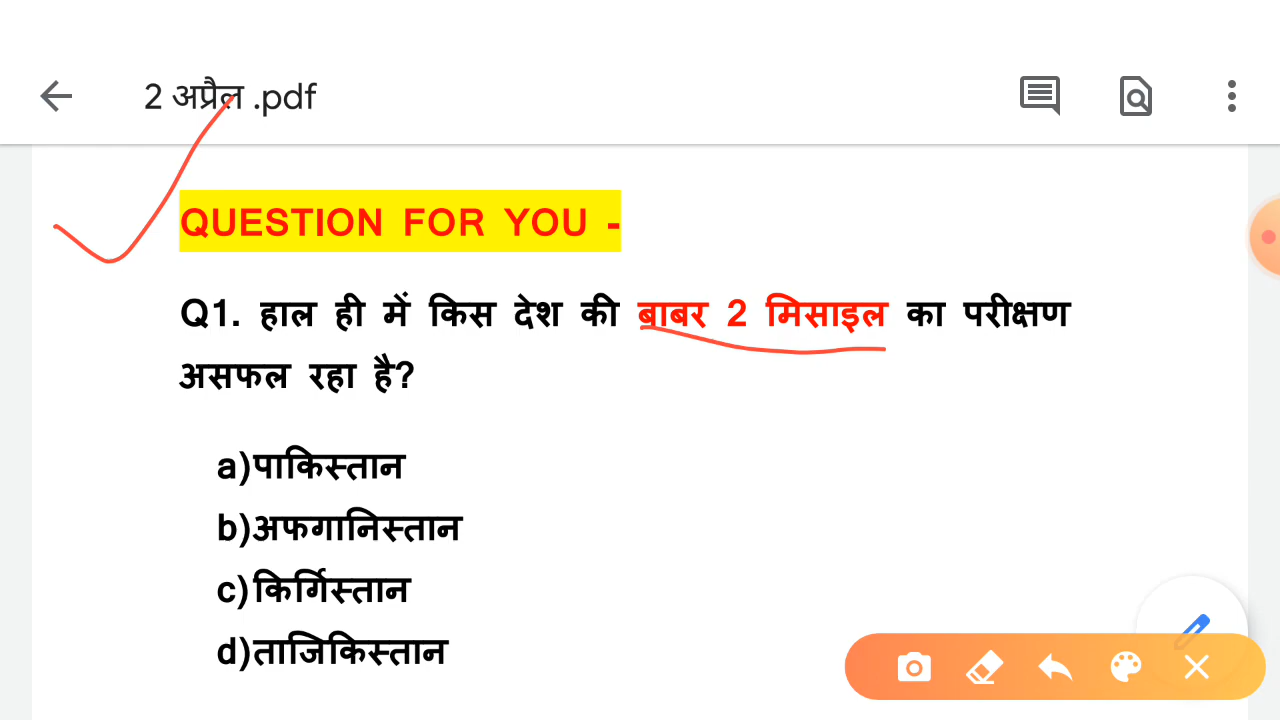 2 अप्रैल .pdf
QUESTION FOR YOU -
Q1. हाल ही में किस देश की बाबर 2 मिसाइल का परीक्षण
असफल रहा है?
a)पाकिस्तान
b)अफगानिस्तान
c)किर्गिस्तान
d)ताजिकिस्तान